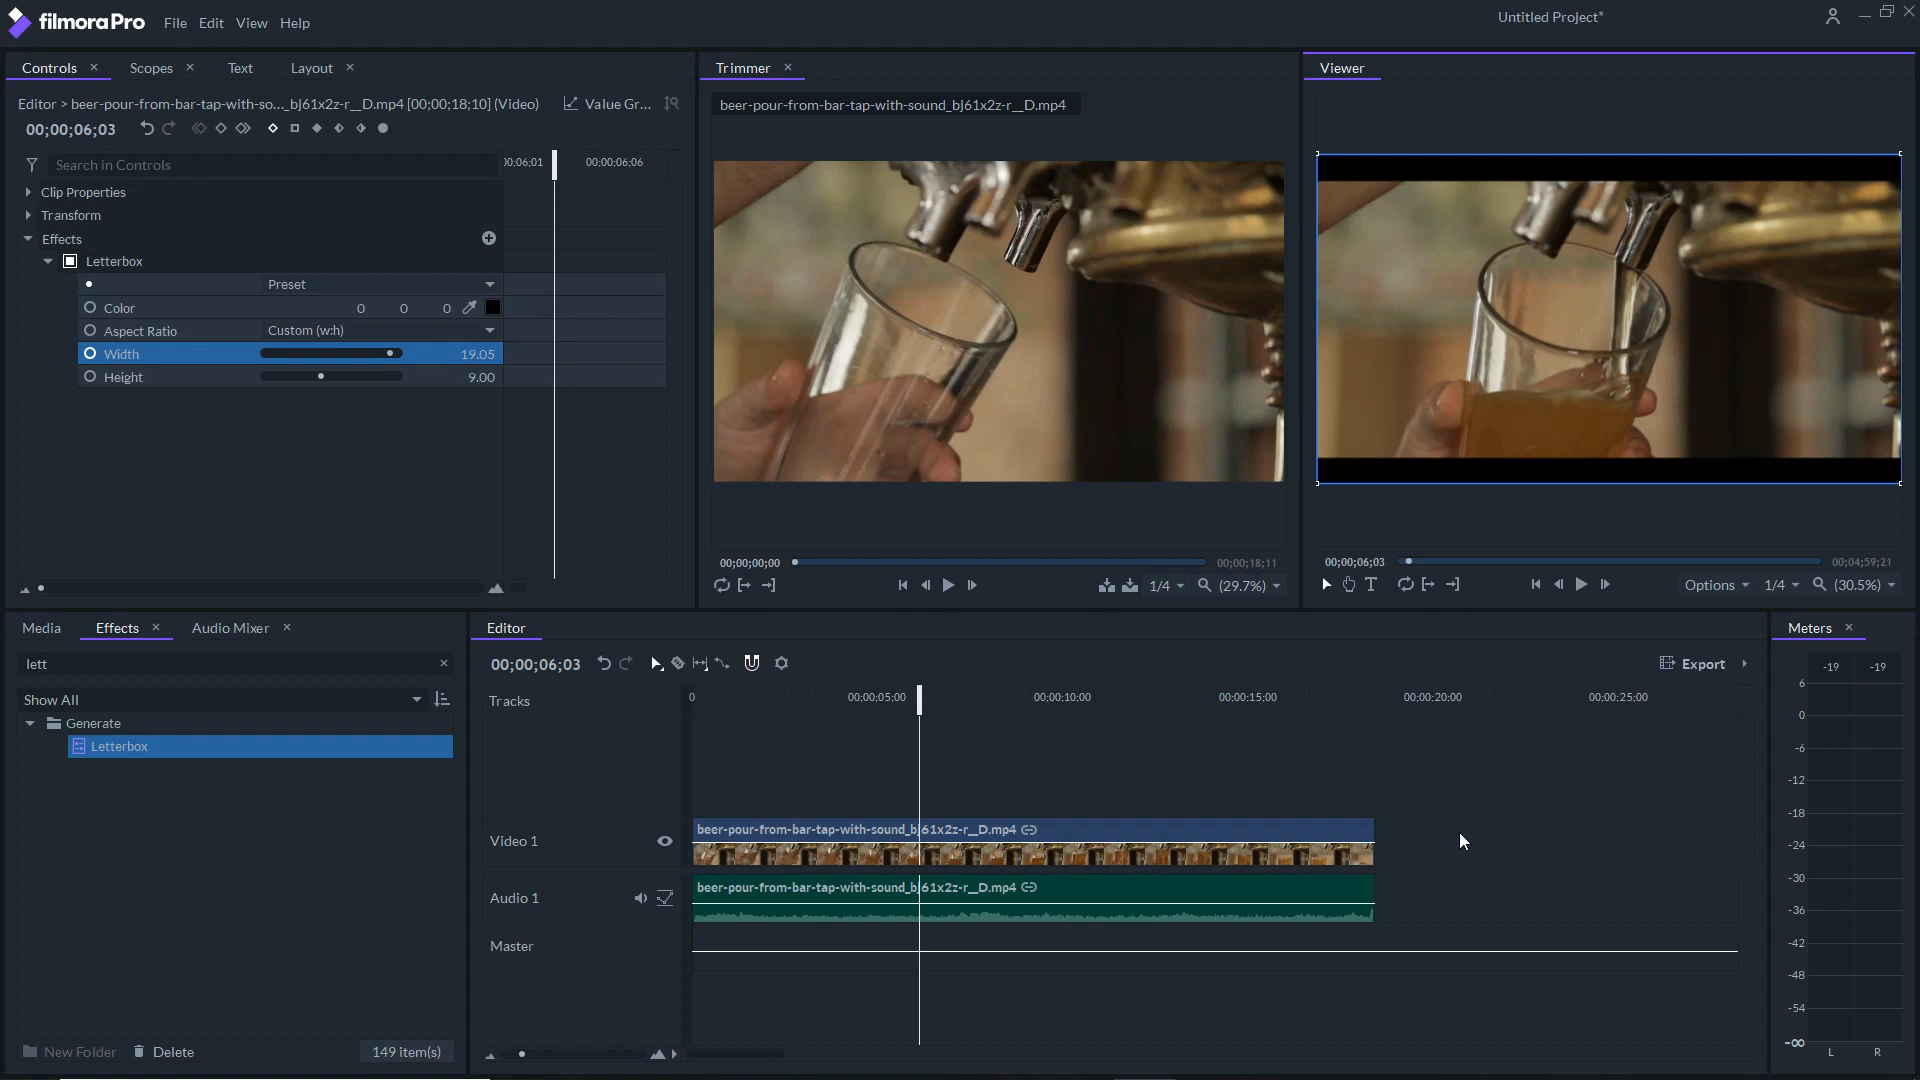 filmoraPro File Edit View Help Untitled Project*
Controls Scopes Text Layout
Editor > beer-pour-from-bar-tap-with-so..._bJ61x2z-r__D.mp4 [00;00;18;10] (Video) Value Gr...
00;00;06;03
Search in Controls
00;00;06;06
Clip Properties
Transform
Effects
Letterbox
Preset
Color 0 0 0
Aspect Ratio Custom (w:h)
Width 19.05
Height 9.00
Trimmer
beer-pour-from-bar-tap-with-sound_bJ61x2z-r__D.mp4
00;00;00;00 00;00;18;11
1/4 (29.7%)
Viewer
00;00;06;03 00;04;59;21
Options 1/4 (30.5%)
Media Effects Audio Mixer
lett
Show All
Generate
Letterbox
New Folder Delete 149 item(s)
Editor
00;00;06;03 Export
Tracks 0 00;00;05;00 00;00;10;00 00;00;15;00 00;00;20;00 00;00;25;00
beer-pour-from-bar-tap-with-sound_bJ61x2z-r__D.mp4
Video 1
beer-pour-from-bar-tap-with-sound_bJ61x2z-r__D.mp4
Audio 1
Master
Meters
-19 -19
6
0
-6
-12
-18
-24
-30
-36
-42
-48
-54
-∞
L R